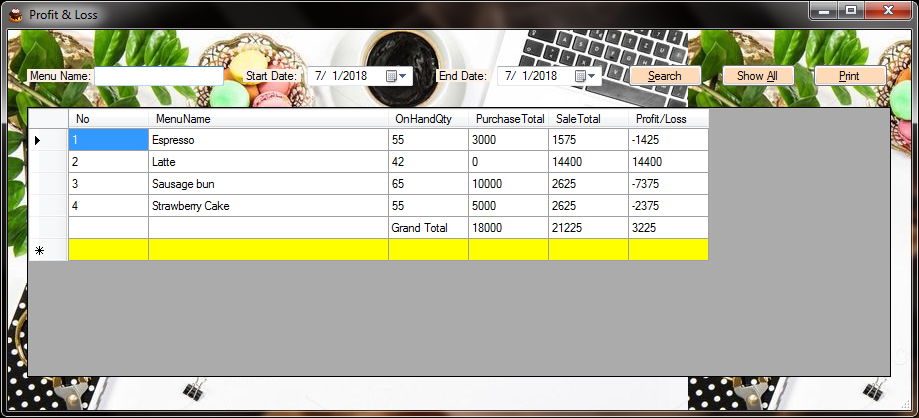 Profit & Loss
Menu Name: Start Date: 7/ 1/2018 End Date: 7/ 1/2018 Search Show All Print
No MenuName OnHandQty PurchaseTotal SaleTotal Profit/Loss
1 Espresso 55 3000 1575 -1425
2 Latte 42 0 14400 14400
3 Sausage bun 65 10000 2625 -7375
4 Strawberry Cake 55 5000 2625 -2375
Grand Total 18000 21225 3225